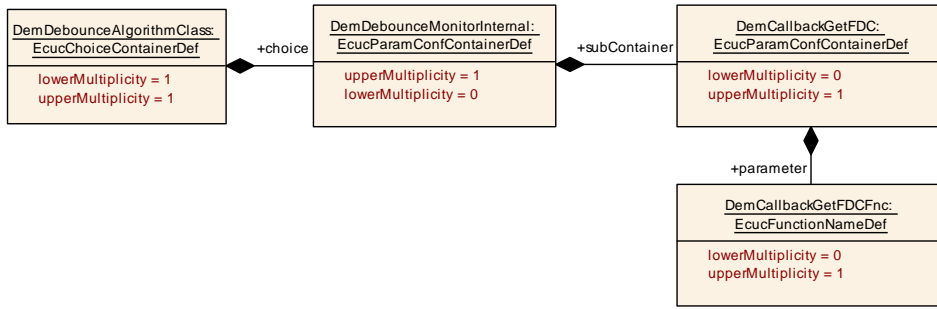 DemDebounceAlgorithmClass:
EcucChoiceContainerDef
lowerMultiplicity = 1
upperMultiplicity = 1
+choice
DemDebounceMonitorInternal:
EcucParamConfContainerDef
upperMultiplicity = 1
lowerMultiplicity = 0
+subContainer
DemCallbackGetFDC:
EcucParamConfContainerDef
lowerMultiplicity = 0
upperMultiplicity = 1
+parameter
DemCallbackGetFDCFnc:
EcucFunctionNameDef
lowerMultiplicity = 0
upperMultiplicity = 1